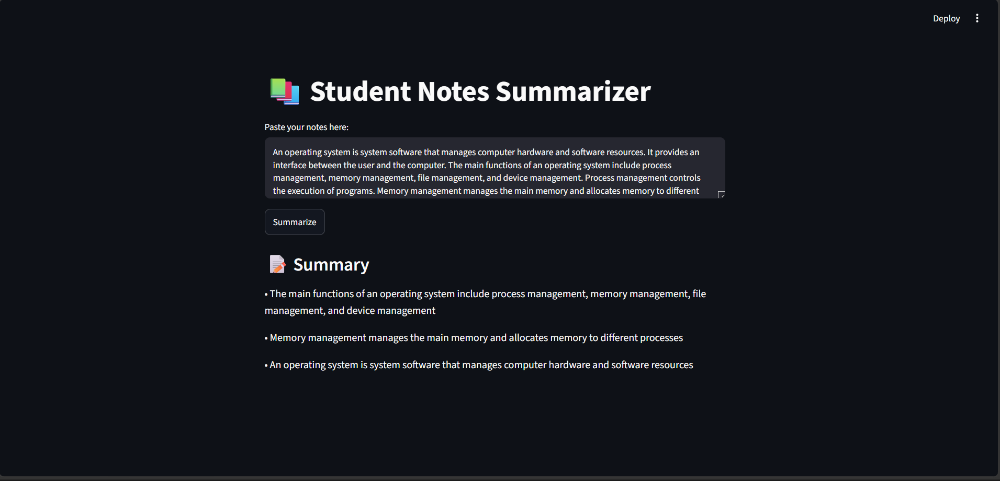 Deploy
Student Notes Summarizer
Paste your notes here:
An operating system is system software that manages computer hardware and software resources. It provides an
interface between the user and the computer. The main functions of an operating system include process
management, memory management, file management, and device management. Process management controls
the execution of programs. Memory management manages the main memory and allocates memory to different
Summarize
Summary
• The main functions of an operating system include process management, memory management, file
management, and device management
• Memory management manages the main memory and allocates memory to different processes
• An operating system is system software that manages computer hardware and software resources